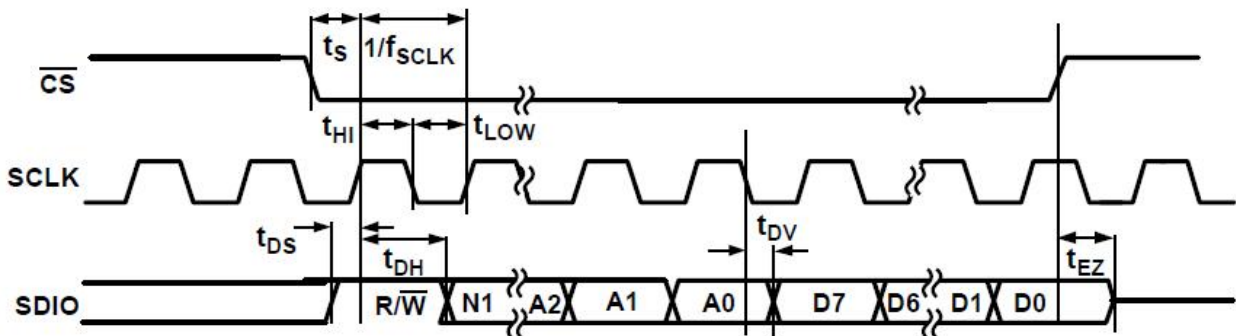 t_S 1/f_SCLK
C̅S̅
t_HI t_LOW
SCLK
t_DS t_DH t_DV t_EZ
SDIO R/W̅ N1 A2 A1 A0 D7 D6 D1 D0